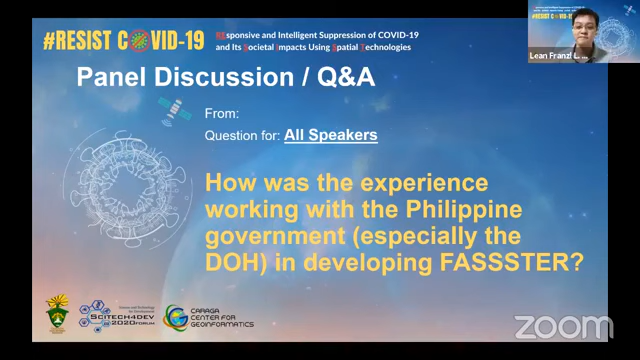 #RESIST COVID-19
REsponsive and Intelligent Suppression of COVID-19
and Its Societal Impacts Using Spatial Technologies
Panel Discussion / Q&A
From:
Question for: All Speakers
How was the experience
working with the Philippine
government (especially the
DOH) in developing FASSSTER?
Lean Franzl L. ...
SCITECH4DEV
2020 FORUM
CARAGA
CENTER FOR
GEOINFORMATICS
zoom